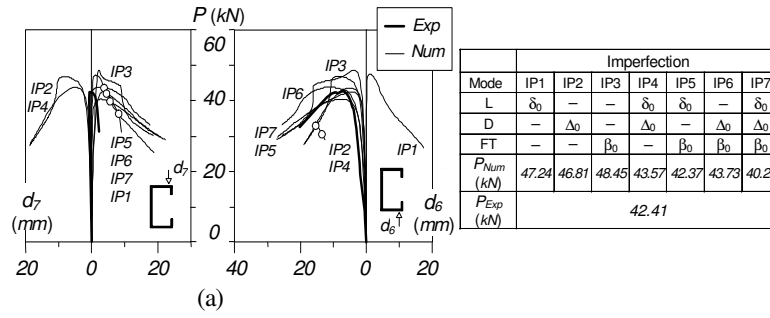 P (kN)
60
40
20
0
Exp
Num
IP2
IP4
IP3
IP5
IP6
IP7
IP1
d7
d7
(mm)
20 0 20
IP3
IP6
IP7
IP5
IP2
IP4
IP1
d6
d6
(mm)
40 20 0 20
(a)
Imperfection
Mode IP1 IP2 IP3 IP4 IP5 IP6 IP7
L δ0 – – δ0 δ0 – δ0
D – Δ0 – Δ0 – Δ0 Δ0
FT – – β0 – β0 β0 β0
PNum (kN) 47.24 46.81 48.45 43.57 42.37 43.73 40.2
PExp (kN) 42.41